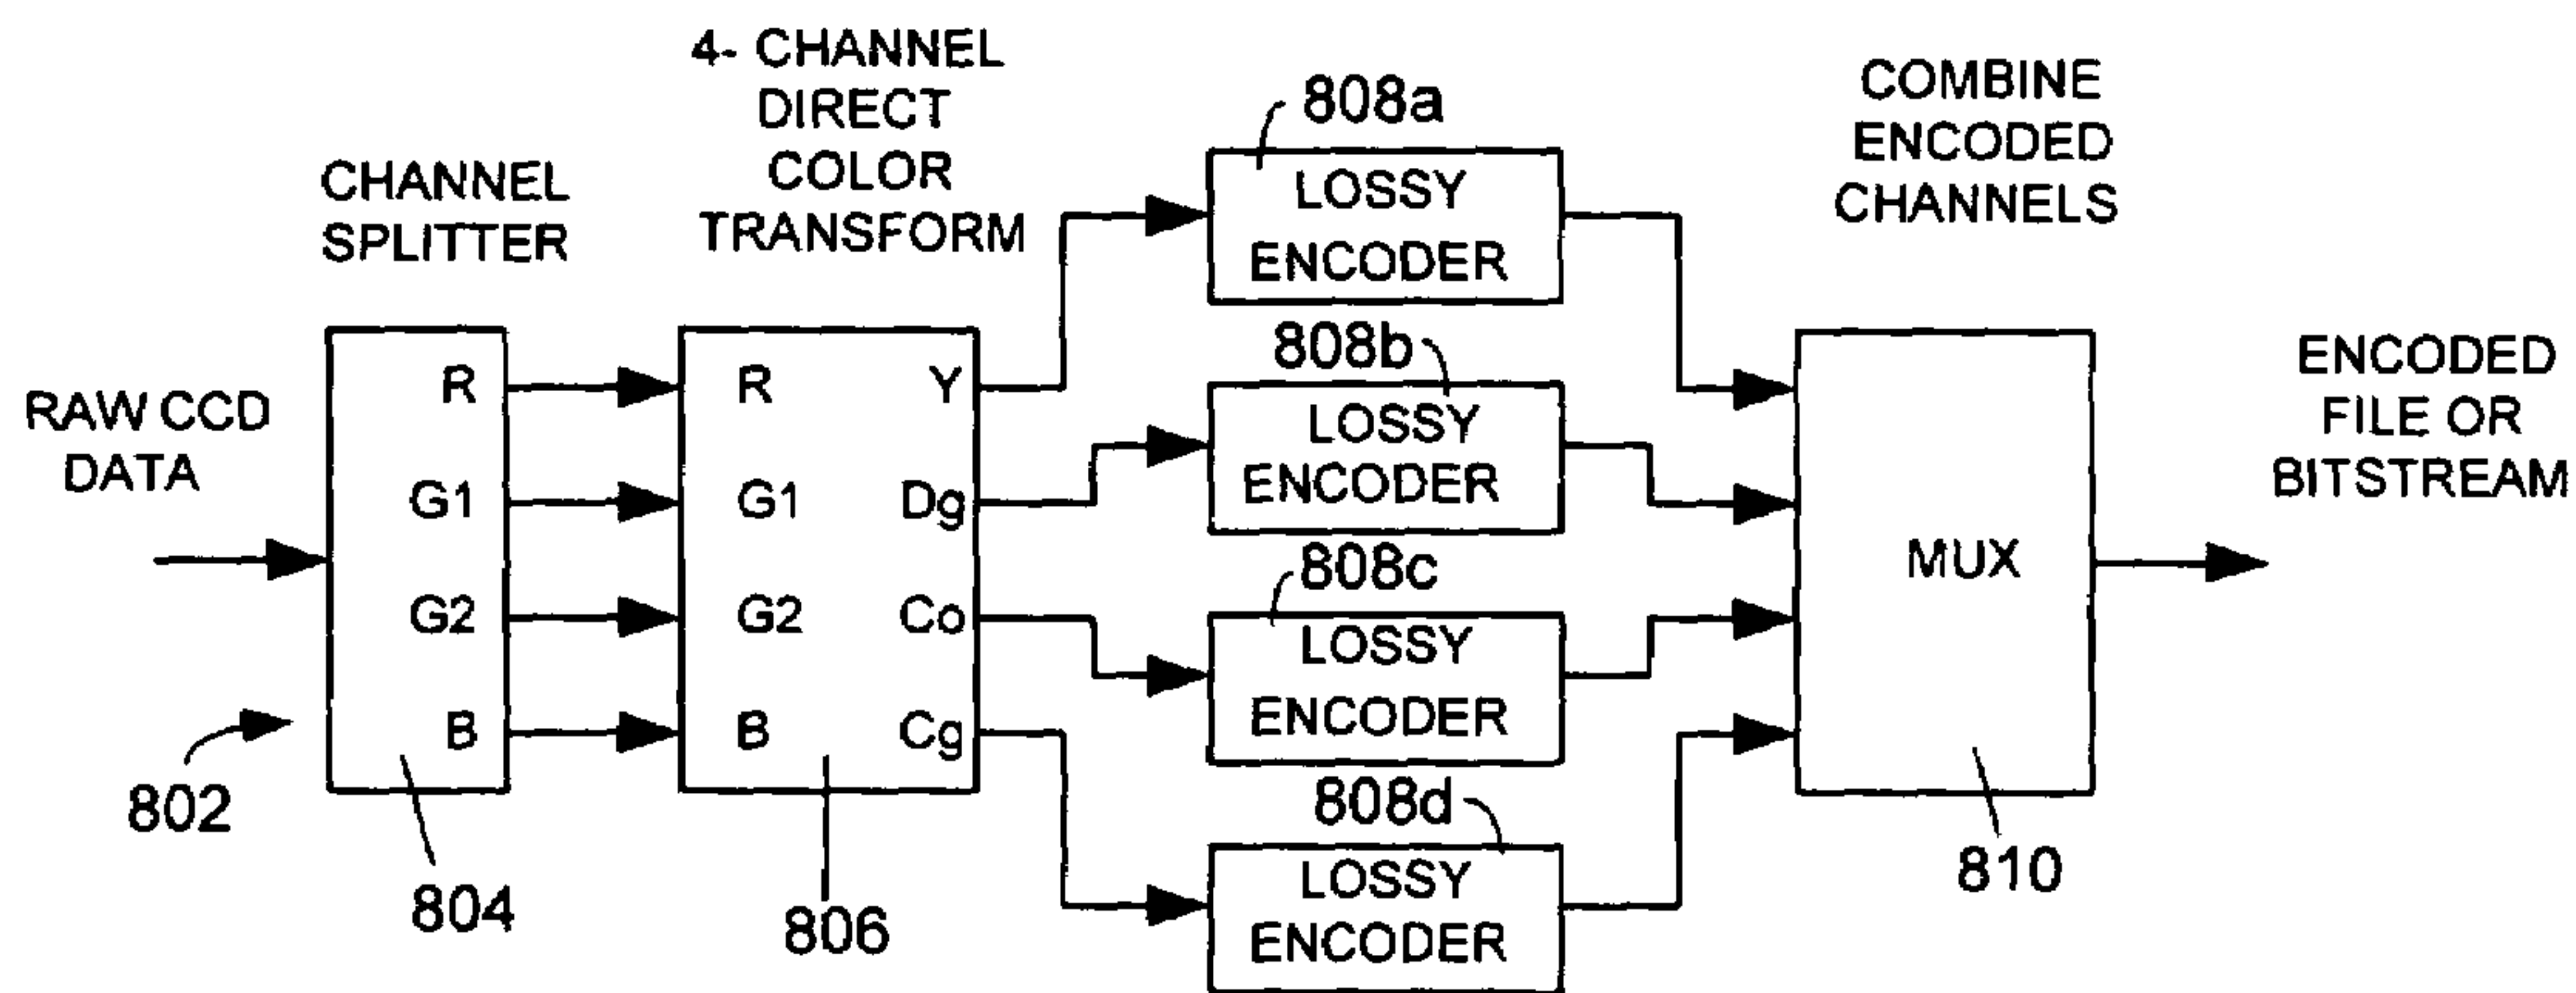 4- CHANNEL
DIRECT
COLOR
TRANSFORM
CHANNEL
SPLITTER
COMBINE
ENCODED
CHANNELS
RAW CCD
DATA
R
G1
G2
B
R
G1
G2
B
Y
Dg
Co
Cg
808a
LOSSY
ENCODER
808b
LOSSY
ENCODER
808c
LOSSY
ENCODER
808d
LOSSY
ENCODER
MUX
ENCODED
FILE OR
BITSTREAM
802
804
806
810